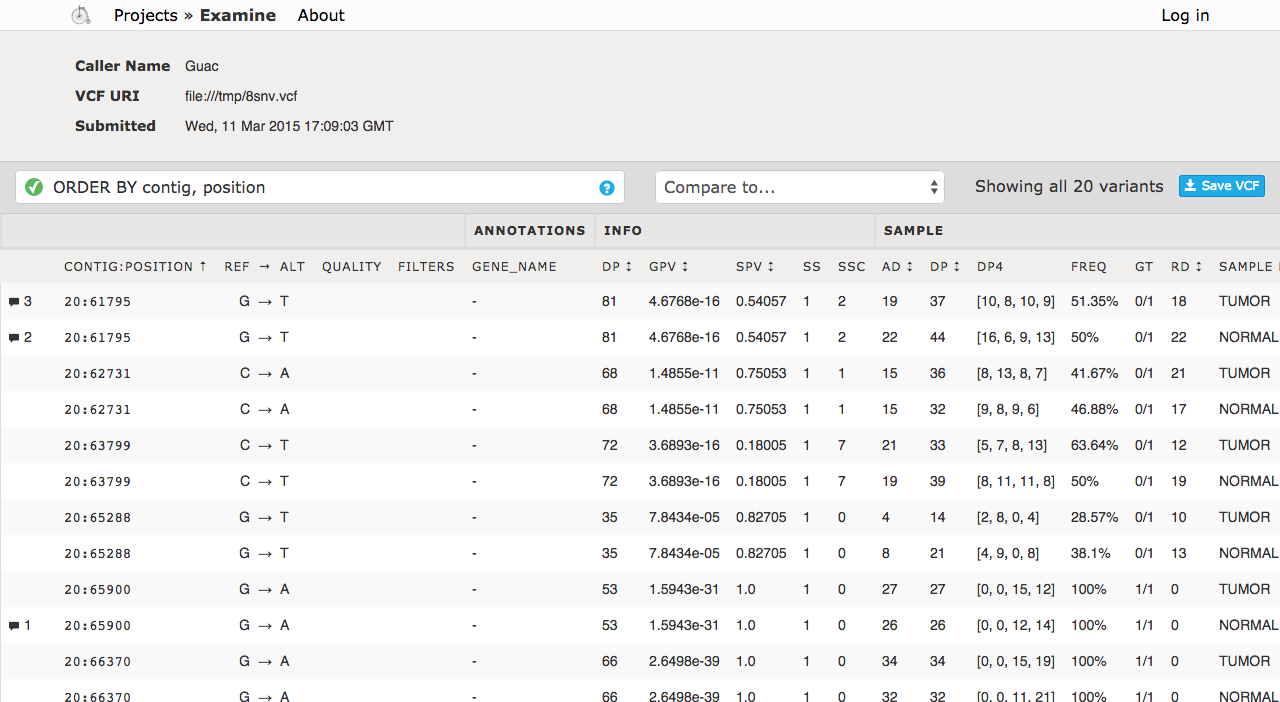 Projects » Examine About Log in
Caller Name Guac
VCF URI file:///tmp/8snv.vcf
Submitted Wed, 11 Mar 2015 17:09:03 GMT
ORDER BY contig, position ? Compare to... Showing all 20 variants Save VCF
ANNOTATIONS INFO SAMPLE
CONTIG:POSITION ↑ REF → ALT QUALITY FILTERS GENE_NAME DP ↕ GPV ↕ SPV ↕ SS SSC AD ↕ DP ↕ DP4 FREQ GT RD ↕ SAMPLE
3 20:61795 G → T - 81 4.6768e-16 0.54057 1 2 19 37 [10, 8, 10, 9] 51.35% 0/1 18 TUMOR
2 20:61795 G → T - 81 4.6768e-16 0.54057 1 2 22 44 [16, 6, 9, 13] 50% 0/1 22 NORMAL
20:62731 C → A - 68 1.4855e-11 0.75053 1 1 15 36 [8, 13, 8, 7] 41.67% 0/1 21 TUMOR
20:62731 C → A - 68 1.4855e-11 0.75053 1 1 15 32 [9, 8, 9, 6] 46.88% 0/1 17 NORMAL
20:63799 C → T - 72 3.6893e-16 0.18005 1 7 21 33 [5, 7, 8, 13] 63.64% 0/1 12 TUMOR
20:63799 C → T - 72 3.6893e-16 0.18005 1 7 19 39 [8, 11, 11, 8] 50% 0/1 19 NORMAL
20:65288 G → T - 35 7.8434e-05 0.82705 1 0 4 14 [2, 8, 0, 4] 28.57% 0/1 10 TUMOR
20:65288 G → T - 35 7.8434e-05 0.82705 1 0 8 21 [4, 9, 0, 8] 38.1% 0/1 13 NORMAL
20:65900 G → A - 53 1.5943e-31 1.0 1 0 27 27 [0, 0, 15, 12] 100% 1/1 0 TUMOR
1 20:65900 G → A - 53 1.5943e-31 1.0 1 0 26 26 [0, 0, 12, 14] 100% 1/1 0 NORMAL
20:66370 G → A - 66 2.6498e-39 1.0 1 0 34 34 [0, 0, 15, 19] 100% 1/1 0 TUMOR
20:66370 G → A - 66 2.6498e-39 1.0 1 0 32 32 [0, 0, 11, 21] 100% 1/1 0 NORMAL